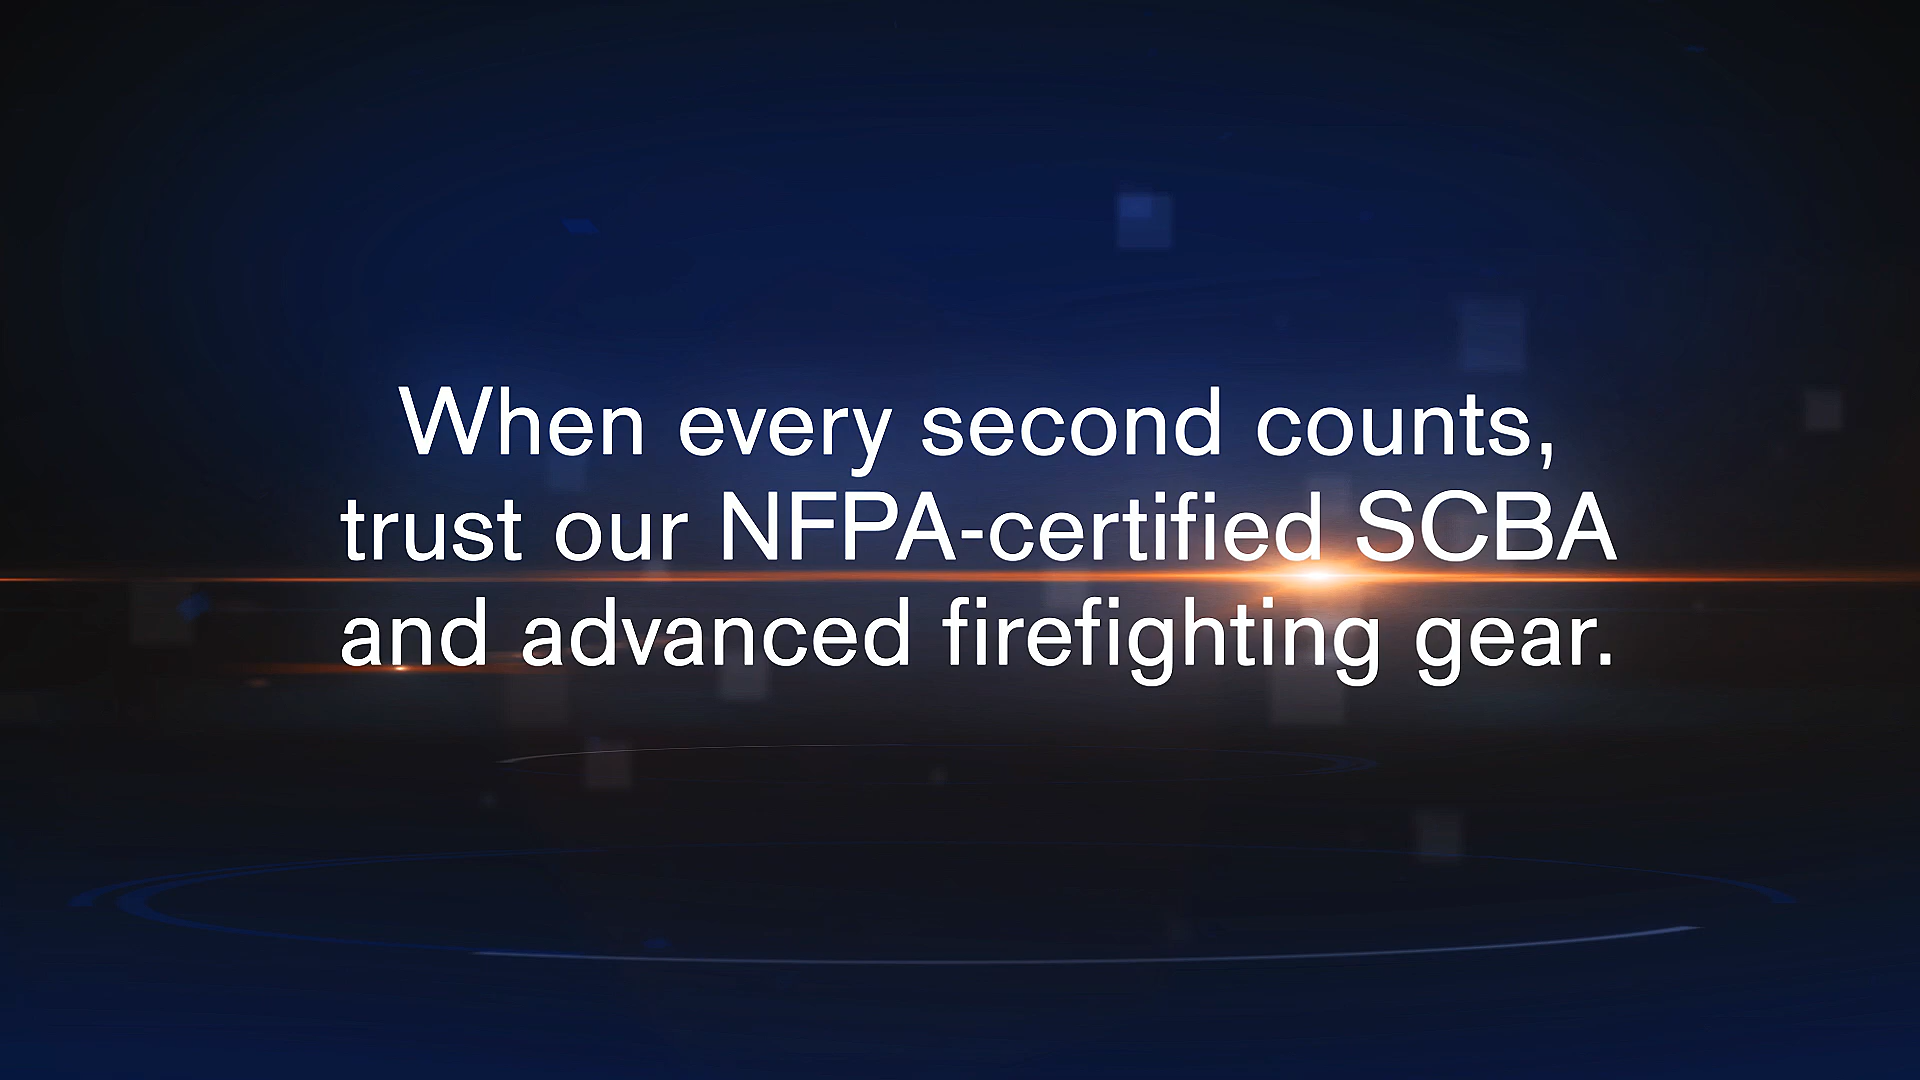 When every second counts,
trust our NFPA-certified SCBA
and advanced firefighting gear.